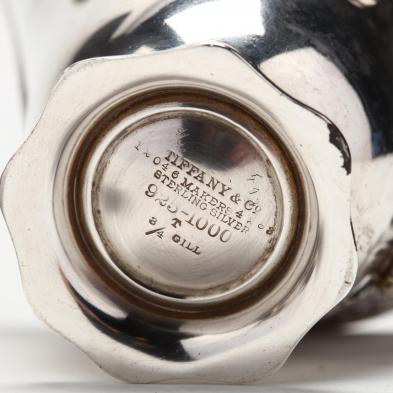 TIFFANY & CO
MAKERS
STERLING SILVER
925-1000
T
3/4 GILL